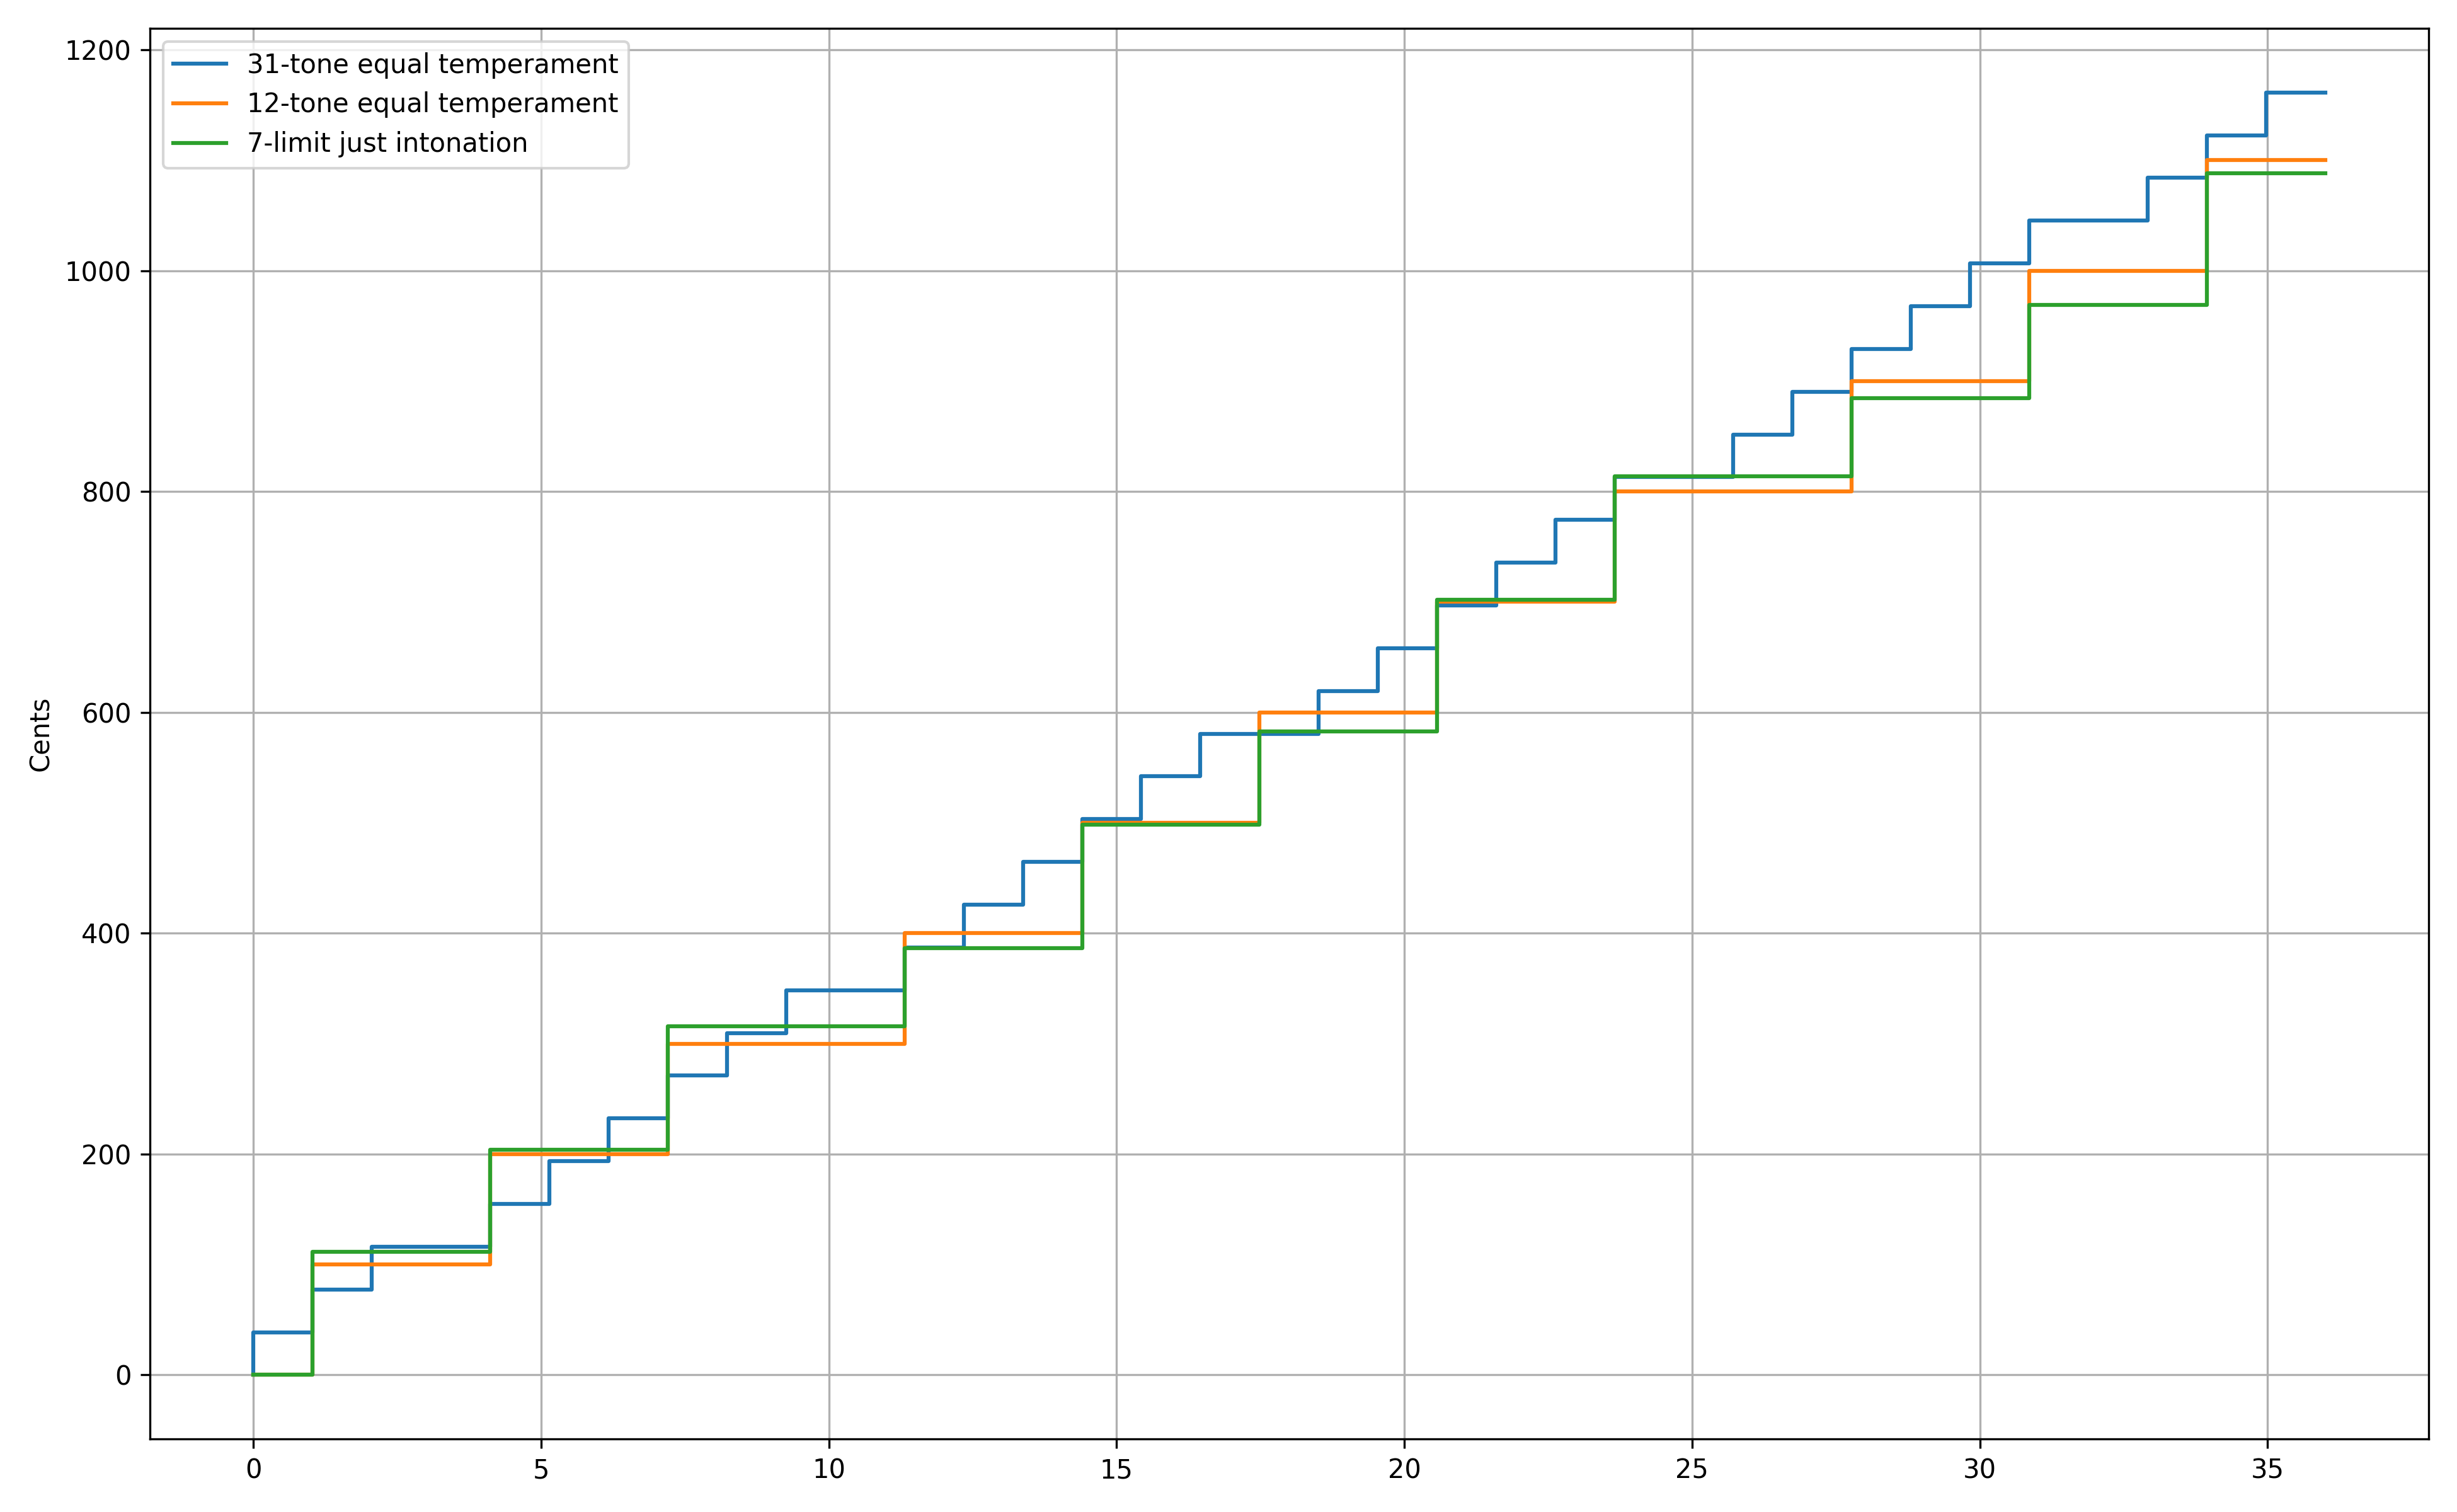 31-tone equal temperament
12-tone equal temperament
7-limit just intonation
Cents
1200
1000
800
600
400
200
0
0 5 10 15 20 25 30 35